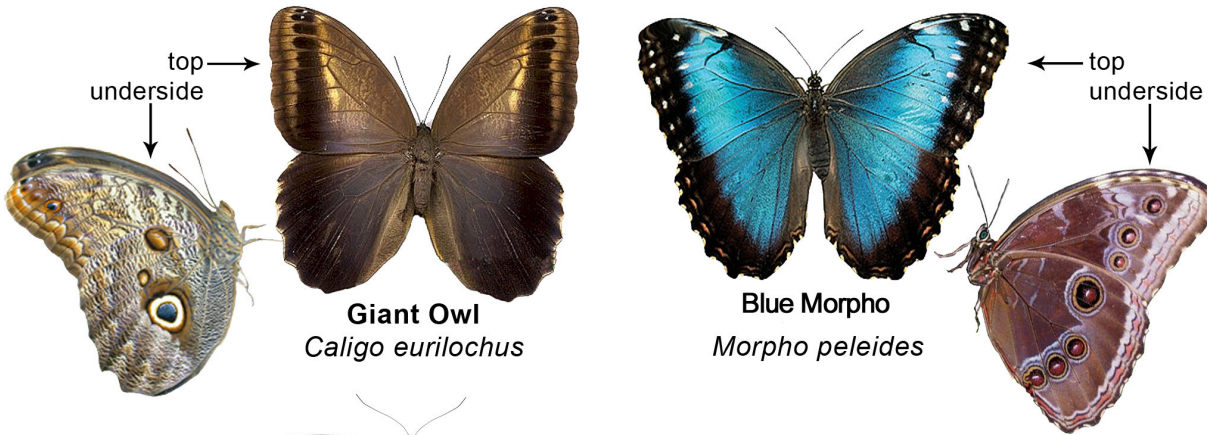 top
underside
Giant Owl
Caligo eurilochus
top
underside
Blue Morpho
Morpho peleides